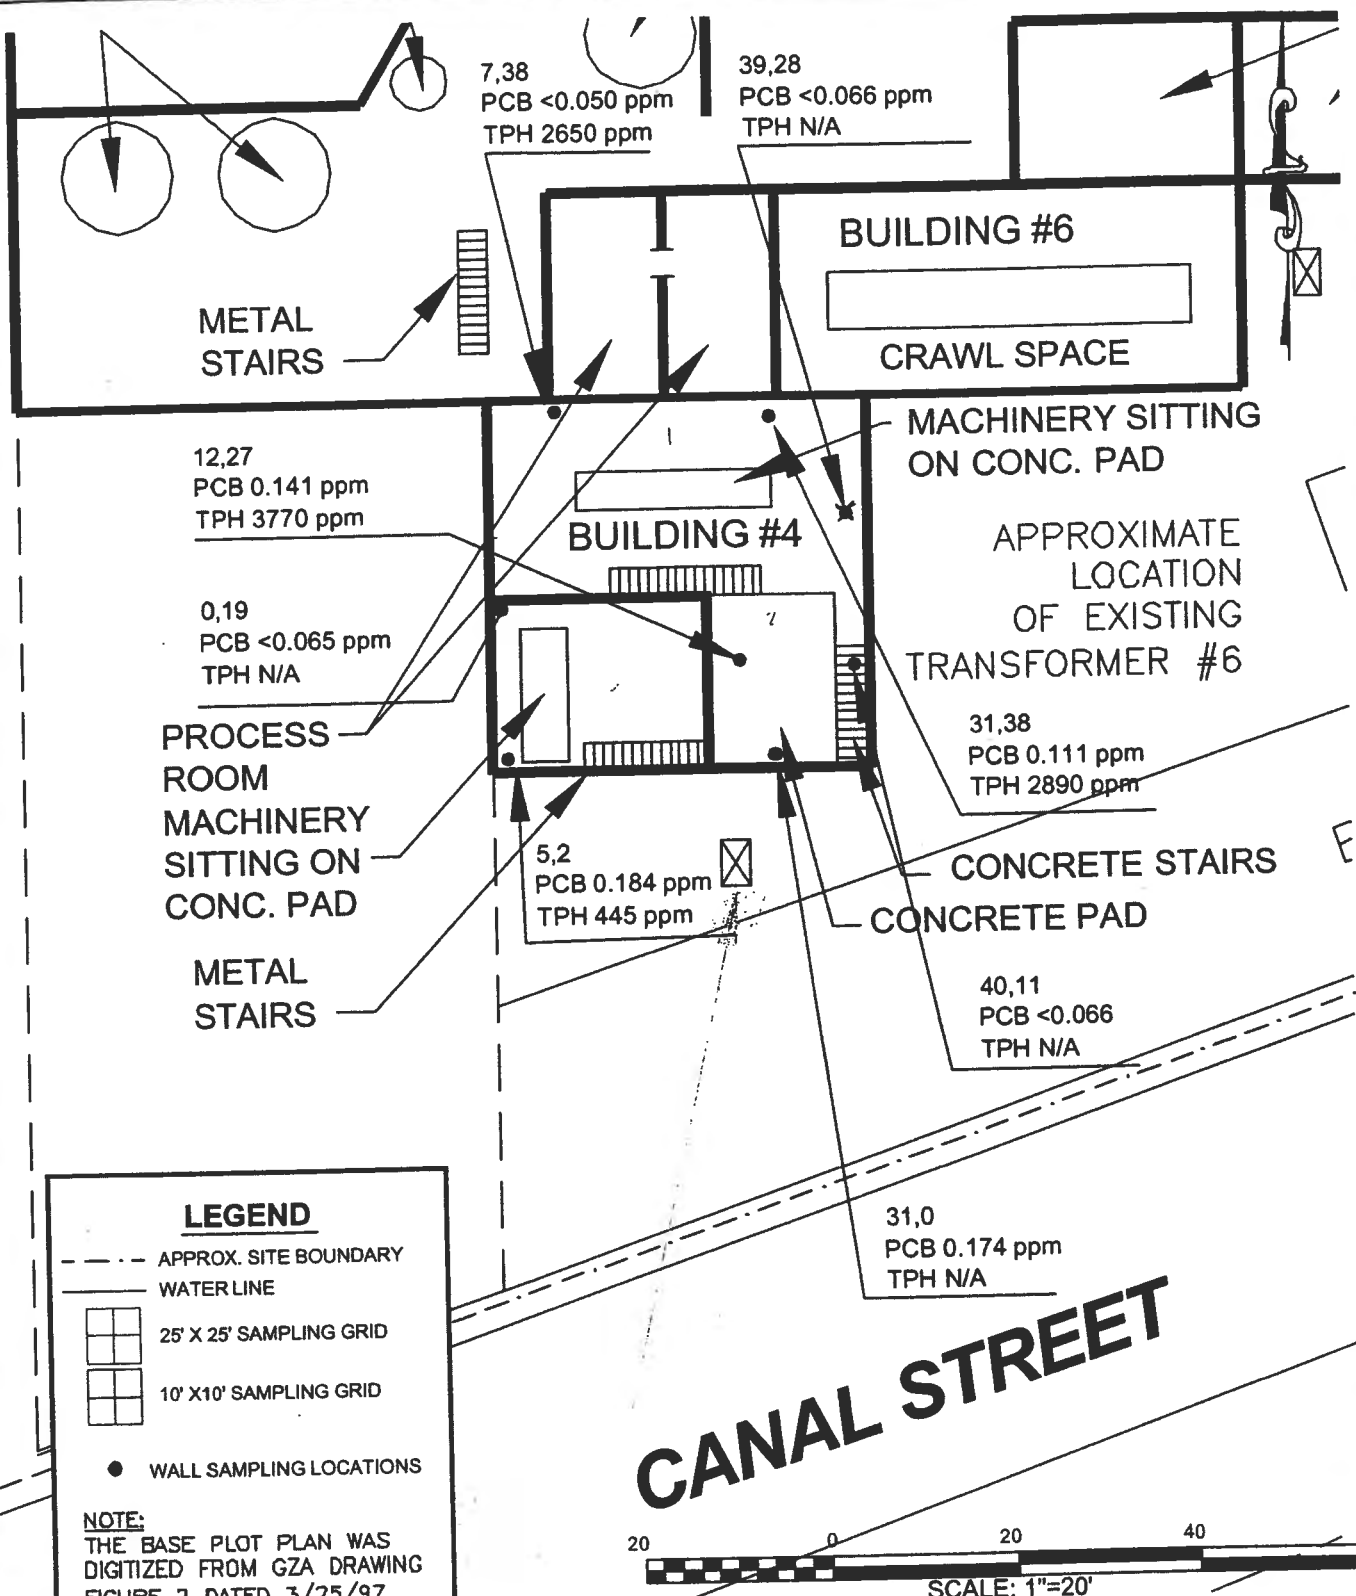 7,38
PCB <0.050 ppm
TPH 2650 ppm
39,28
PCB <0.066 ppm
TPH N/A
BUILDING #6
CRAWL SPACE
METAL
STAIRS
MACHINERY SITTING
ON CONC. PAD
12,27
PCB 0.141 ppm
TPH 3770 ppm
BUILDING #4
APPROXIMATE
LOCATION
OF EXISTING
TRANSFORMER #6
0,19
PCB <0.065 ppm
TPH N/A
PROCESS
ROOM
MACHINERY
SITTING ON
CONC. PAD
31,38
PCB 0.111 ppm
TPH 2890 ppm
5,2
PCB 0.184 ppm
TPH 445 ppm
CONCRETE STAIRS
CONCRETE PAD
METAL
STAIRS
40,11
PCB <0.066
TPH N/A
31,0
PCB 0.174 ppm
TPH N/A
CANAL STREET
LEGEND
APPROX. SITE BOUNDARY
WATER LINE
25' X 25' SAMPLING GRID
10' X10' SAMPLING GRID
WALL SAMPLING LOCATIONS
NOTE:
THE BASE PLOT PLAN WAS
DIGITIZED FROM GZA DRAWING
FIGURE 2 DATED 3/25/97
20 0 20 40
SCALE: 1"=20'